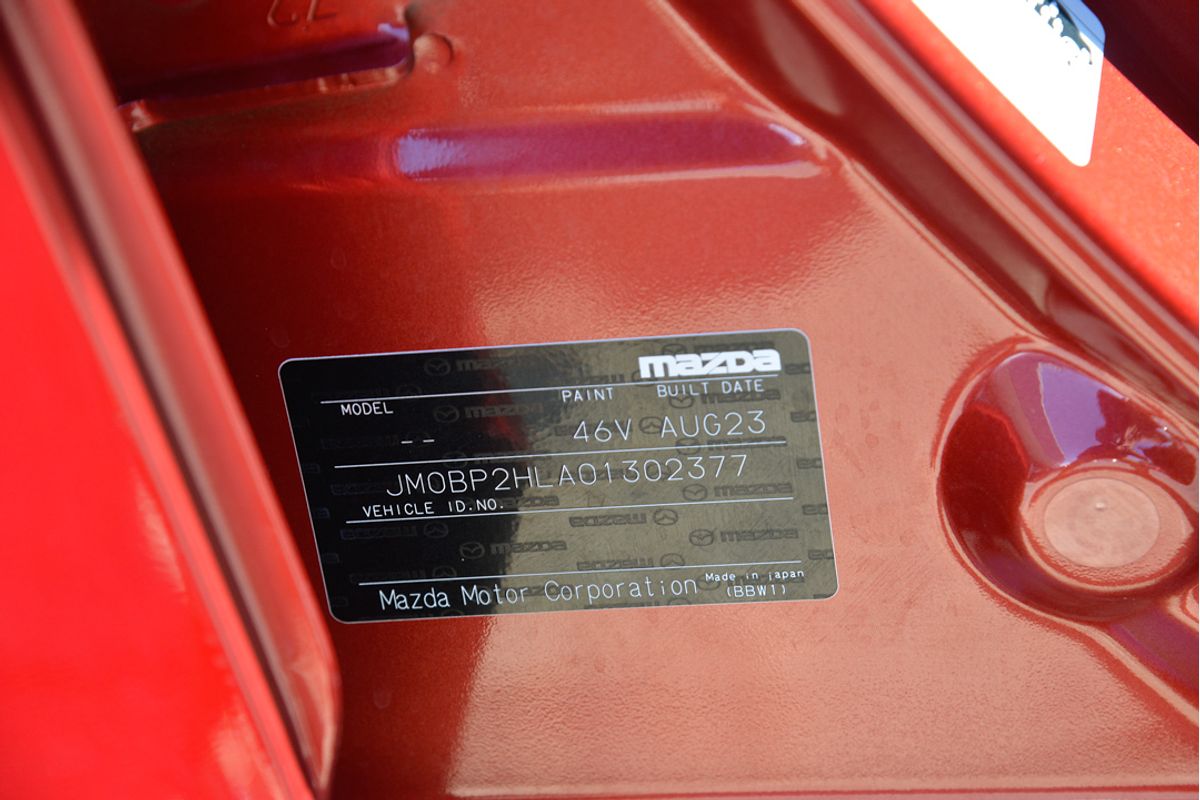 mazda
MODEL PAINT BUILT DATE
-- 46V AUG23
JM0BP2HLA01302377
VEHICLE ID.NO.
Mazda Motor Corporation Made in japan
(BBW1)